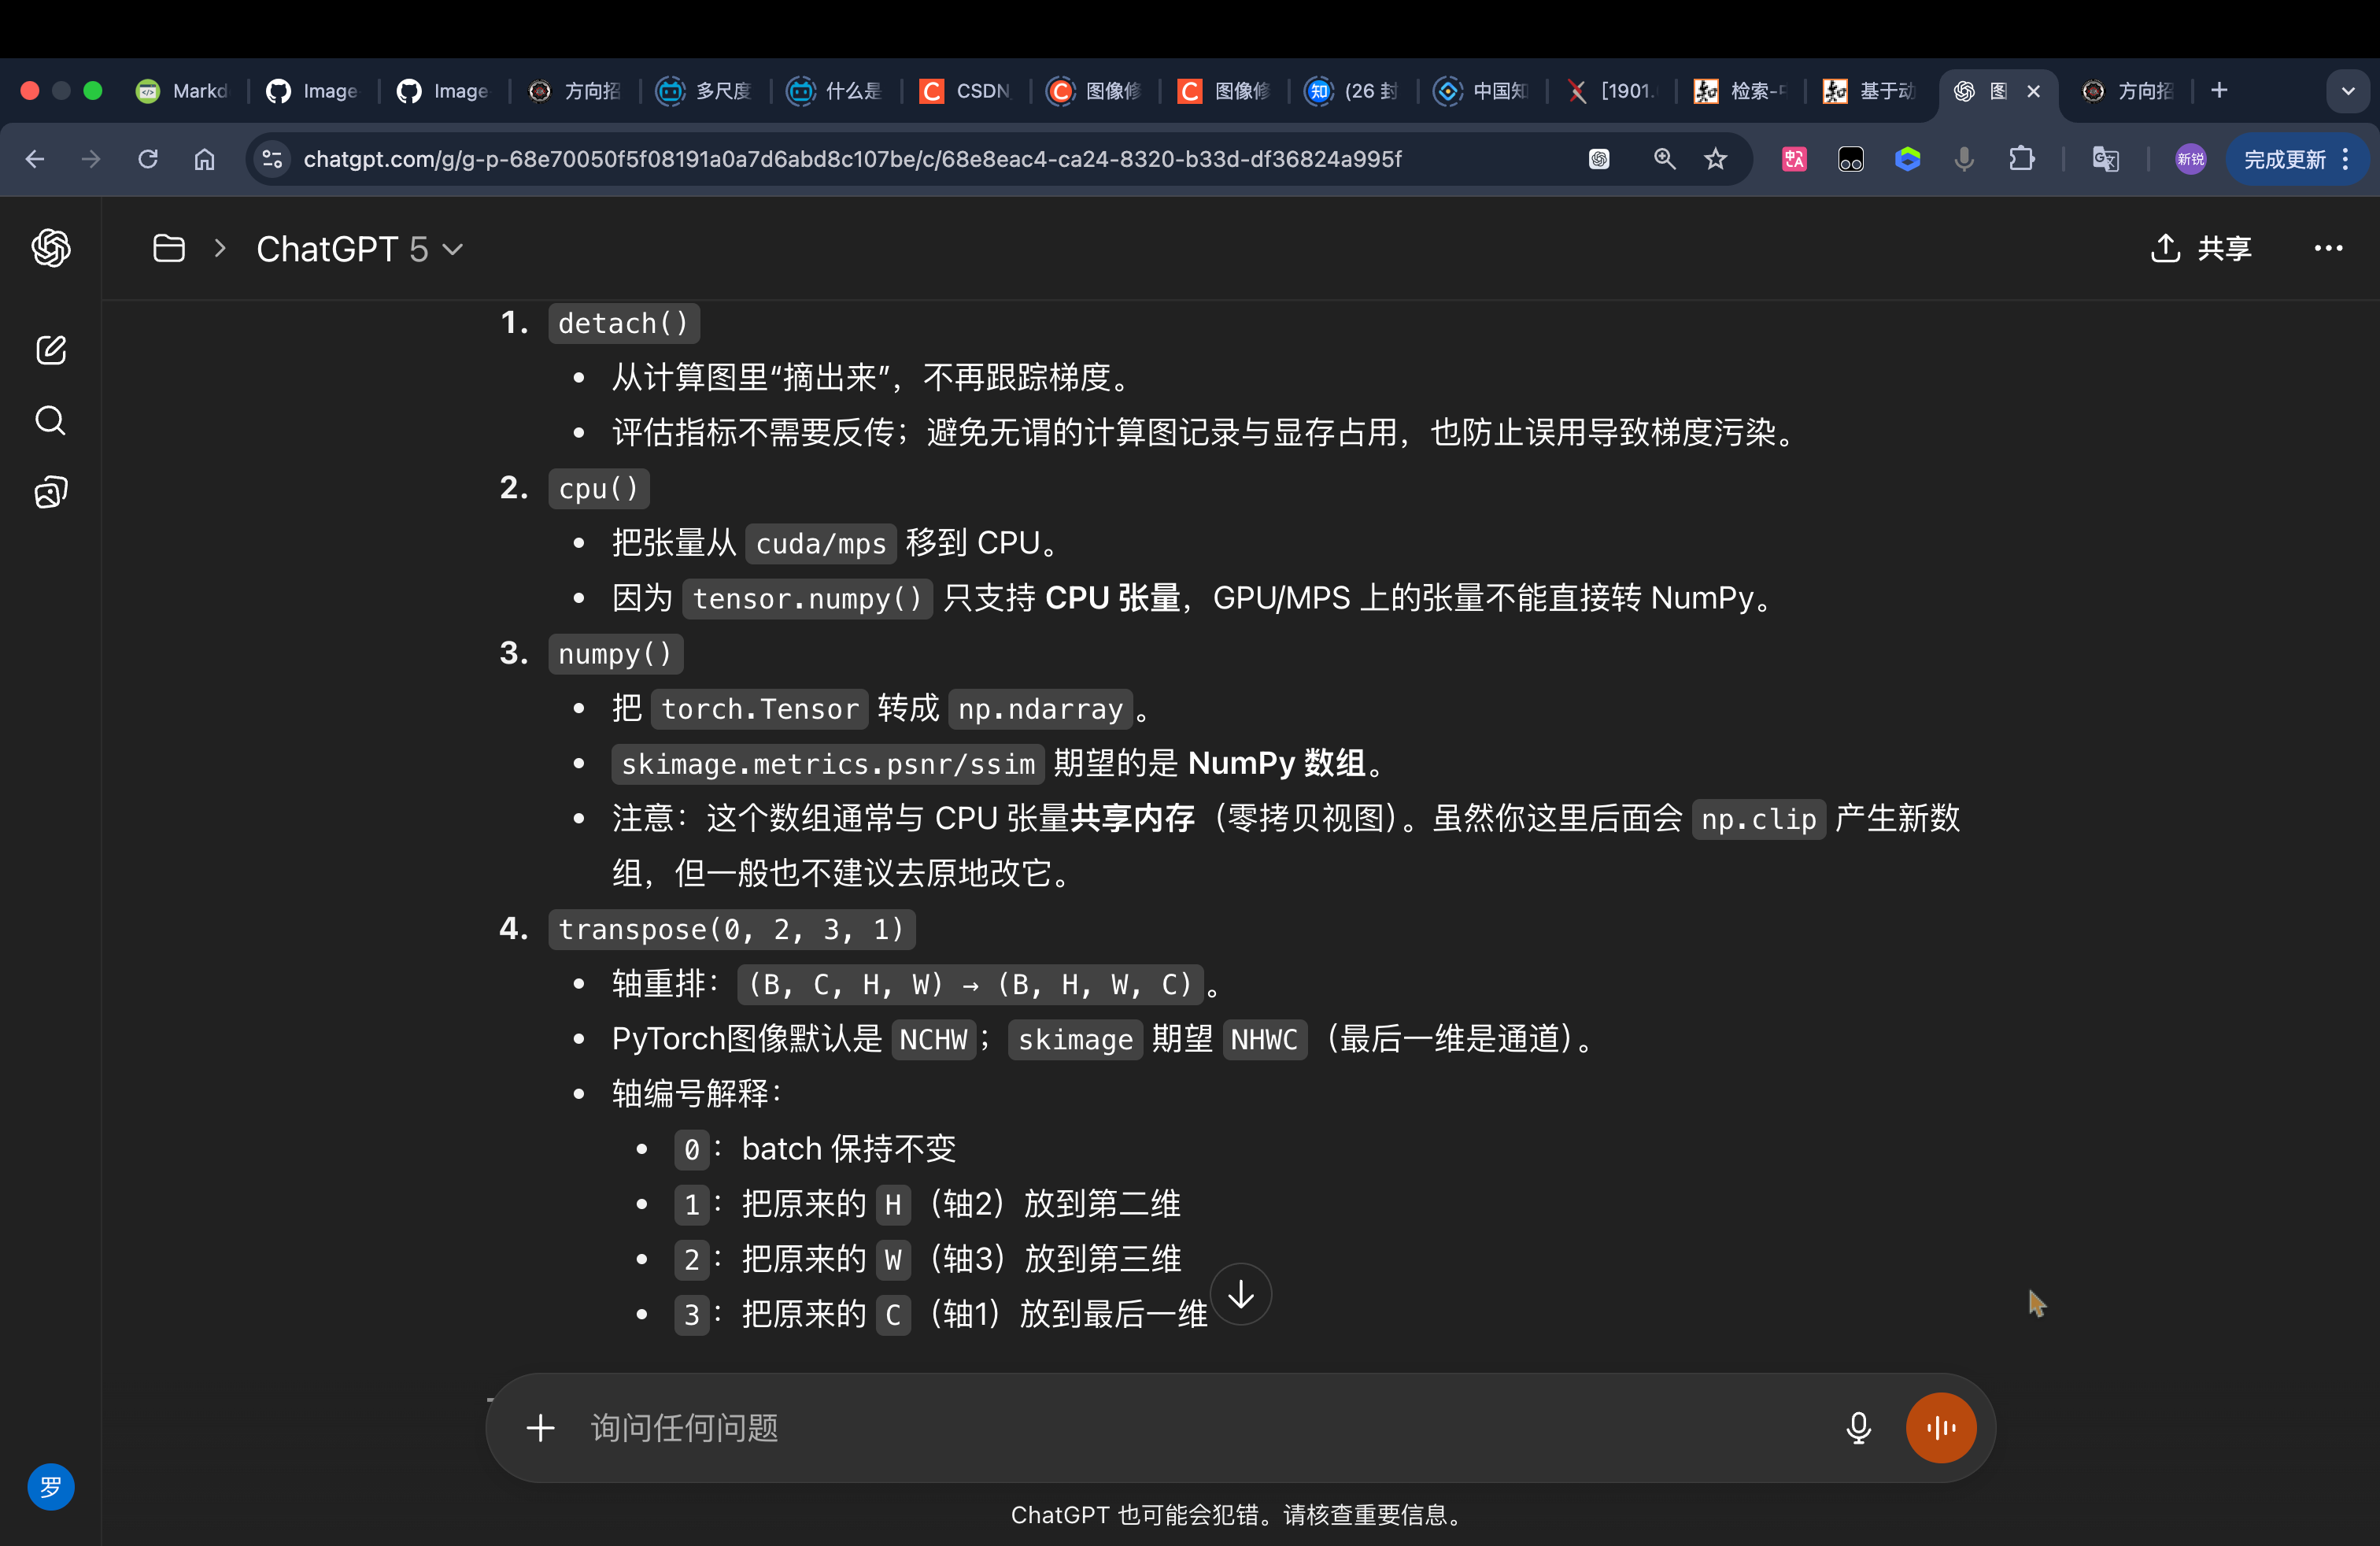 Markd
Image
Image
方向招
多尺度
什么是
CSDN
图像修
图像修
(26 封
中国知
[1901.
检索-中
基于动
图
方向招
chatgpt.com/g/g-p-68e70050f5f08191a0a7d6abd8c107be/c/68e8eac4-ca24-8320-b33d-df36824a995f
新锐
完成更新
ChatGPT 5
共享
1. detach()
• 从计算图里“摘出来”，不再跟踪梯度。
• 评估指标不需要反传；避免无谓的计算图记录与显存占用，也防止误用导致梯度污染。
2. cpu()
• 把张量从 cuda/mps 移到 CPU。
• 因为 tensor.numpy() 只支持 CPU 张量，GPU/MPS 上的张量不能直接转 NumPy。
3. numpy()
• 把 torch.Tensor 转成 np.ndarray。
• skimage.metrics.psnr/ssim 期望的是 NumPy 数组。
• 注意：这个数组通常与 CPU 张量共享内存（零拷贝视图）。虽然你这里后面会 np.clip 产生新数
组，但一般也不建议去原地改它。
4. transpose(0, 2, 3, 1)
• 轴重排：(B, C, H, W) → (B, H, W, C)。
• PyTorch图像默认是 NCHW；skimage 期望 NHWC（最后一维是通道）。
• 轴编号解释：
• 0：batch 保持不变
• 1：把原来的 H（轴2）放到第二维
• 2：把原来的 W（轴3）放到第三维
• 3：把原来的 C（轴1）放到最后一维
询问任何问题
罗
ChatGPT 也可能会犯错。请核查重要信息。